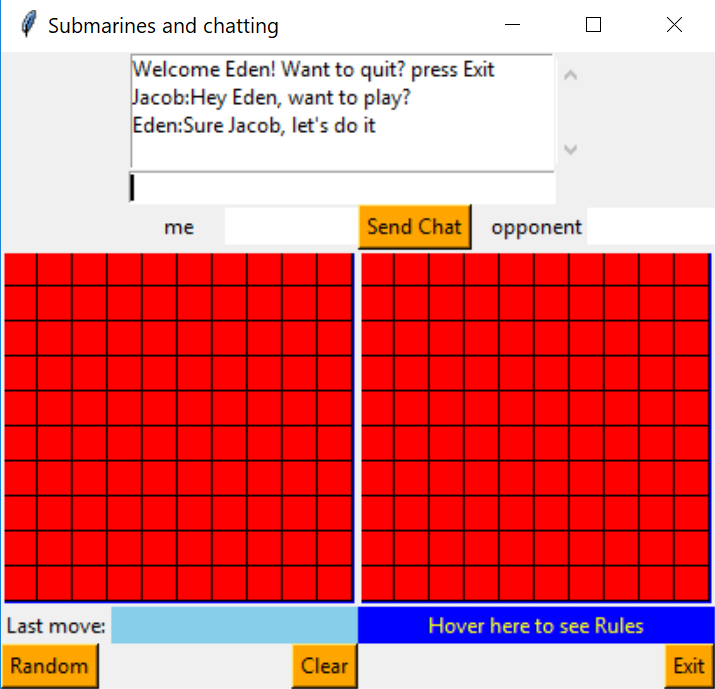 Submarines and chatting
Welcome Eden! Want to quit? press Exit
Jacob:Hey Eden, want to play?
Eden:Sure Jacob, let's do it
me Send Chat opponent
Last move: Hover here to see Rules
Random Clear Exit